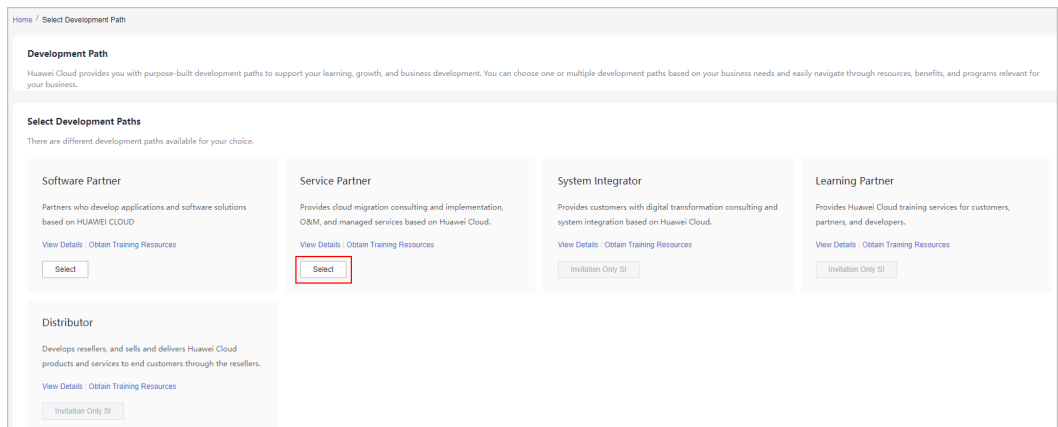 Home / Select Development Path
Development Path
Huawei Cloud provides you with purpose-built development paths to support your learning, growth, and business development. You can choose one or multiple development paths based on your business needs and easily navigate through resources, benefits, and programs relevant for
your business.
Select Development Paths
There are different development paths available for your choice.
Software Partner
Partners who develop applications and software solutions
based on HUAWEI CLOUD
View Details | Obtain Training Resources
Select
Service Partner
Provides cloud migration consulting and implementation,
O&M, and managed services based on Huawei Cloud.
View Details | Obtain Training Resources
Select
System Integrator
Provides customers with digital transformation consulting and
system integration based on Huawei Cloud.
View Details | Obtain Training Resources
Invitation Only SI
Learning Partner
Provides Huawei Cloud training services for customers,
partners, and developers.
View Details | Obtain Training Resources
Invitation Only SI
Distributor
Develops resellers, and sells and delivers Huawei Cloud
products and services to end customers through the resellers.
View Details | Obtain Training Resources
Invitation Only SI